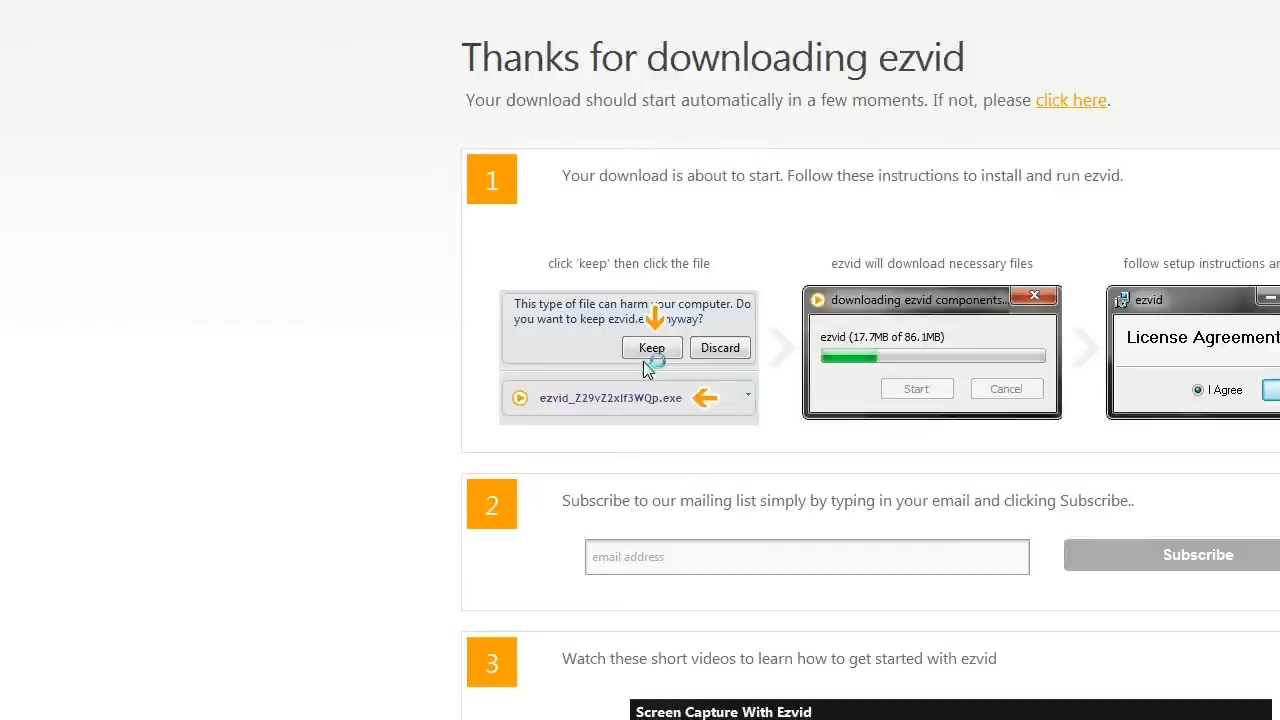 Thanks for downloading ezvid
Your download should start automatically in a few moments. If not, please click here.
1
Your download is about to start. Follow these instructions to install and run ezvid.
click 'keep' then click the file
ezvid will download necessary files
follow setup instructions
This type of file can harm your computer. Do
you want to keep
Keep
Discard
ezvid_Z29vZ2xlf3WQp.exe
downloading ezvid components...
ezvid (17.7MB of 86.1MB)
Start
Cancel
ezvid
License Agreement
I Agree
2
Subscribe to our mailing list simply by typing in your email and clicking Subscribe..
email address
Subscribe
3
Watch these short videos to learn how to get started with ezvid
Screen Capture With Ezvid